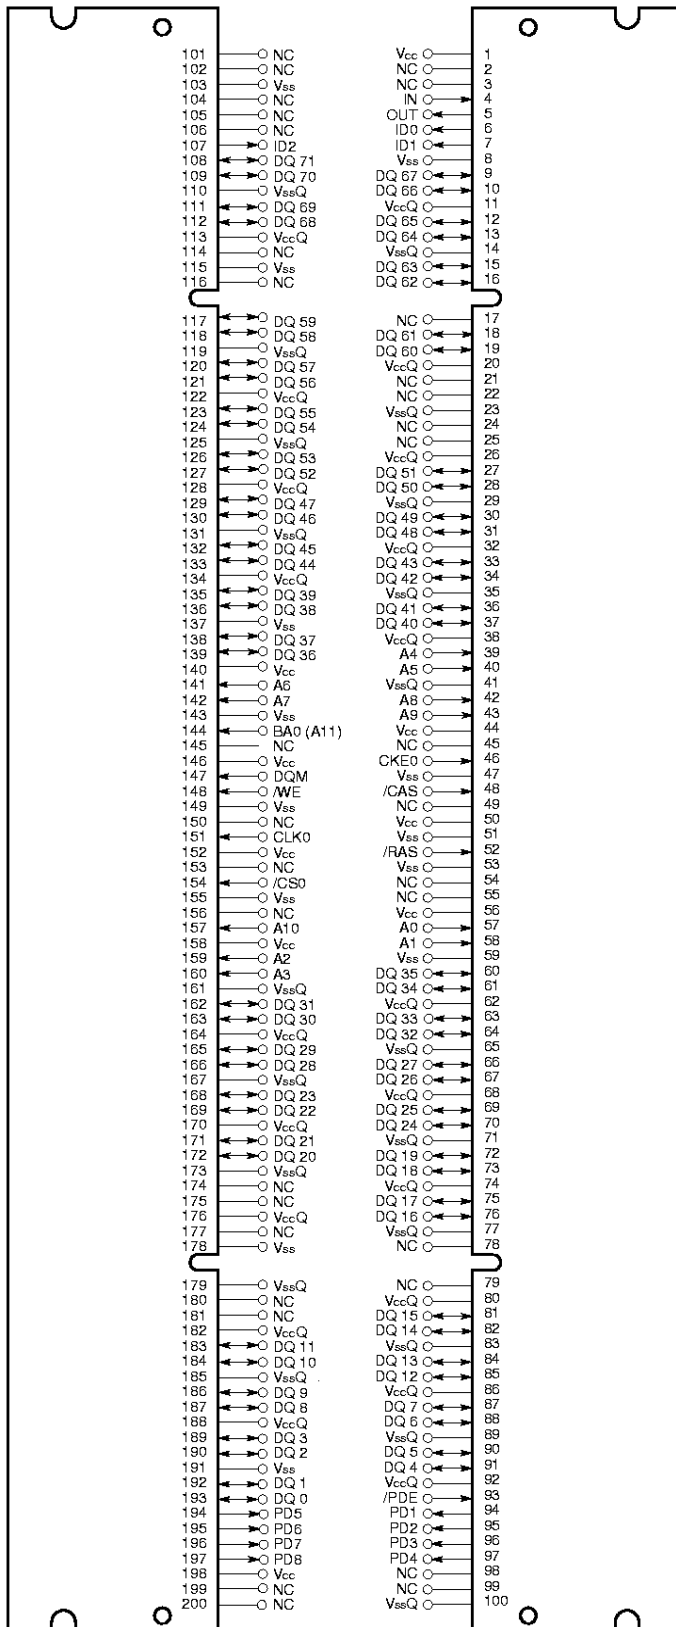 101 NC Vcc 1
102 NC NC 2
103 Vss NC 3
104 NC IN 4
105 NC OUT 5
106 NC ID0 6
107 ID2 ID1 7
108 DQ 71 Vss 8
109 DQ 70 DQ 67 9
110 VssQ DQ 66 10
111 DQ 69 VccQ 11
112 DQ 68 DQ 65 12
113 VccQ DQ 64 13
114 NC VssQ 14
115 Vss DQ 63 15
116 NC DQ 62 16
117 DQ 59 NC 17
118 DQ 58 DQ 61 18
119 VssQ DQ 60 19
120 DQ 57 VccQ 20
121 DQ 56 NC 21
122 VccQ NC 22
123 DQ 55 VssQ 23
124 DQ 54 NC 24
125 VssQ NC 25
126 DQ 53 VccQ 26
127 DQ 52 DQ 51 27
128 VccQ DQ 50 28
129 DQ 47 VssQ 29
130 DQ 46 DQ 49 30
131 VssQ DQ 48 31
132 DQ 45 VccQ 32
133 DQ 44 DQ 43 33
134 VccQ DQ 42 34
135 DQ 39 VssQ 35
136 DQ 38 DQ 41 36
137 Vss DQ 40 37
138 DQ 37 VccQ 38
139 DQ 36 A4 39
140 Vcc A5 40
141 A6 VssQ 41
142 A7 A8 42
143 Vss A9 43
144 BA0 (A11) Vcc 44
145 NC NC 45
146 Vcc CKE0 46
147 DQM Vss 47
148 /WE /CAS 48
149 Vss NC 49
150 NC Vcc 50
151 CLK0 Vss 51
152 Vcc /RAS 52
153 NC Vss 53
154 /CS0 NC 54
155 Vss NC 55
156 NC Vcc 56
157 A10 A0 57
158 Vcc A1 58
159 A2 Vss 59
160 A3 DQ 35 60
161 VssQ DQ 34 61
162 DQ 31 VccQ 62
163 DQ 30 DQ 33 63
164 VccQ DQ 32 64
165 DQ 29 VssQ 65
166 DQ 28 DQ 27 66
167 VssQ DQ 26 67
168 DQ 23 VccQ 68
169 DQ 22 DQ 25 69
170 VccQ DQ 24 70
171 DQ 21 VssQ 71
172 DQ 20 DQ 19 72
173 VssQ DQ 18 73
174 NC VccQ 74
175 NC DQ 17 75
176 VccQ DQ 16 76
177 NC VssQ 77
178 Vss NC 78
179 VssQ NC 79
180 NC VccQ 80
181 NC DQ 15 81
182 VccQ DQ 14 82
183 DQ 11 VssQ 83
184 DQ 10 DQ 13 84
185 VssQ DQ 12 85
186 DQ 9 VccQ 86
187 DQ 8 DQ 7 87
188 VccQ DQ 6 88
189 DQ 3 VssQ 89
190 DQ 2 DQ 5 90
191 Vss DQ 4 91
192 DQ 1 VccQ 92
193 DQ 0 /PDE 93
194 PD5 PD1 94
195 PD6 PD2 95
196 PD7 PD3 96
197 PD8 PD4 97
198 Vcc NC 98
199 NC NC 99
200 NC VssQ 100